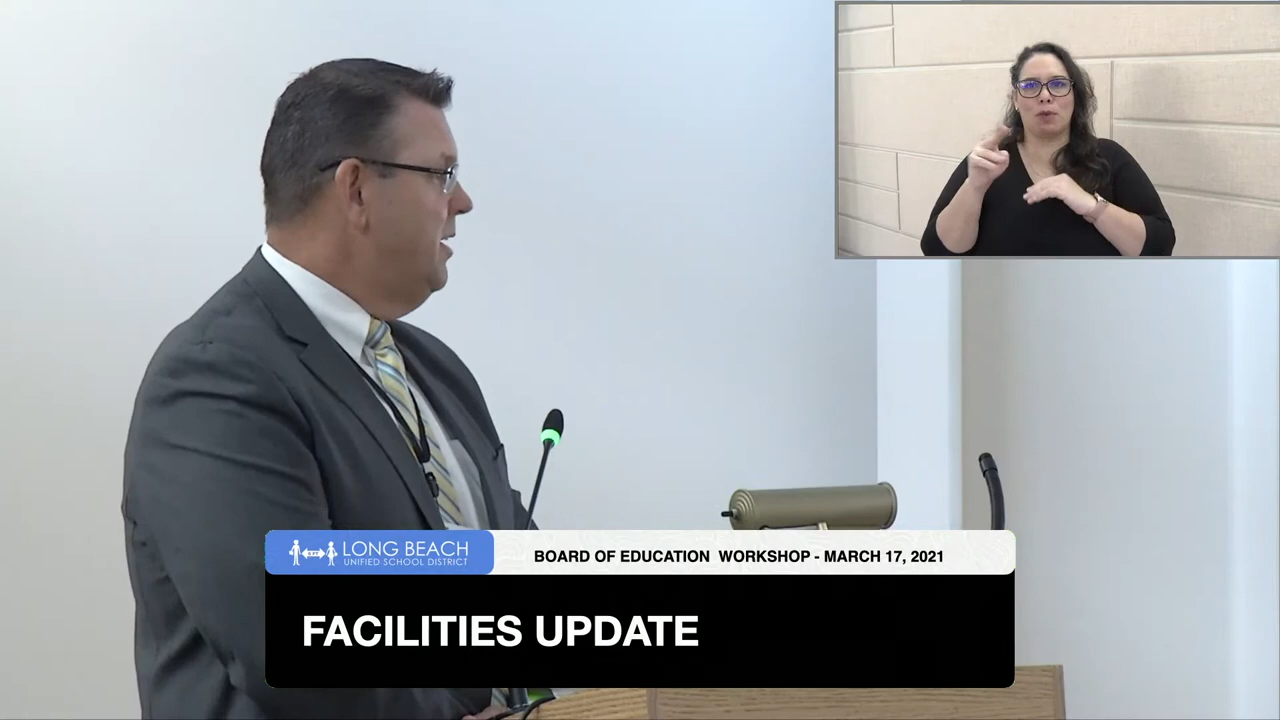 LONG BEACH
UNIFIED SCHOOL DISTRICT
BOARD OF EDUCATION WORKSHOP - MARCH 17, 2021
FACILITIES UPDATE